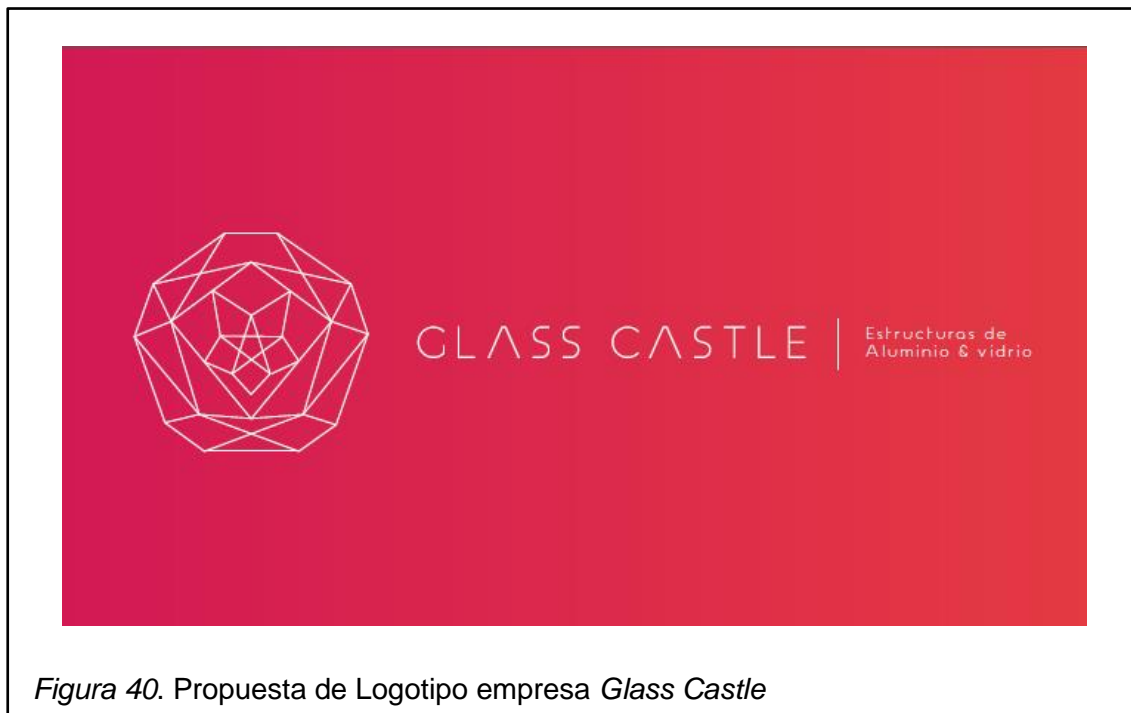 GLASS CASTLE
Estructuras de
Aluminio & vidrio
Figura 40. Propuesta de Logotipo empresa Glass Castle